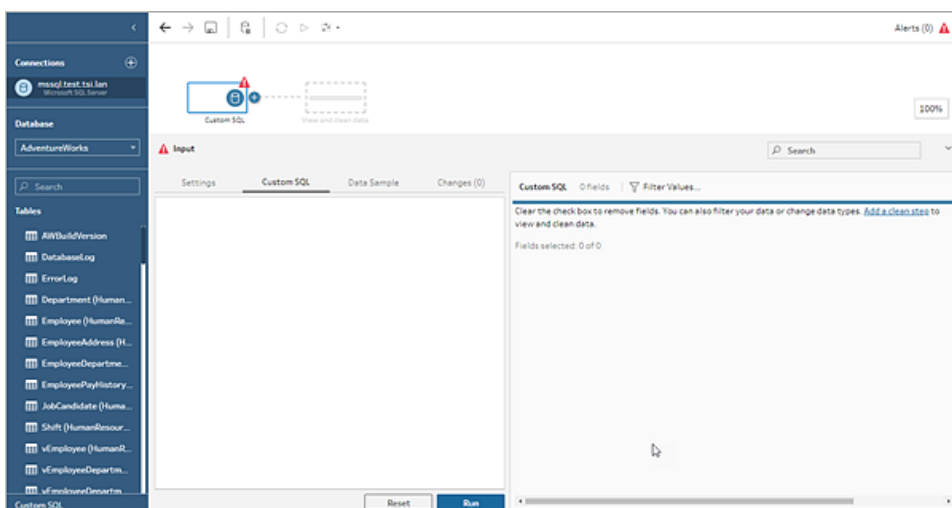 Alerts (0)
Connections
mssql.test.tsi.lan
Microsoft SQL Server
Custom SQL
View and clean data
100%
Database
AdventureWorks
Input
Search
Search
Settings
Custom SQL
Data Sample
Changes (0)
Custom SQL
0 fields
Filter Values...
Clear the check box to remove fields. You can also filter your data or change data types. Add a clean step to
view and clean data.
Fields selected: 0 of 0
Tables
AWBuildVersion
DatabaseLog
ErrorLog
Department (Human...
Employee (HumanRe...
EmployeeAddress (H...
EmployeeDepartme...
EmployeePayHistory...
JobCandidate (Huma...
Shift (HumanResour...
vEmployee (HumanR...
vEmployeeDepartm...
vEmployeeDepartm
Custom SQL
Reset
Run